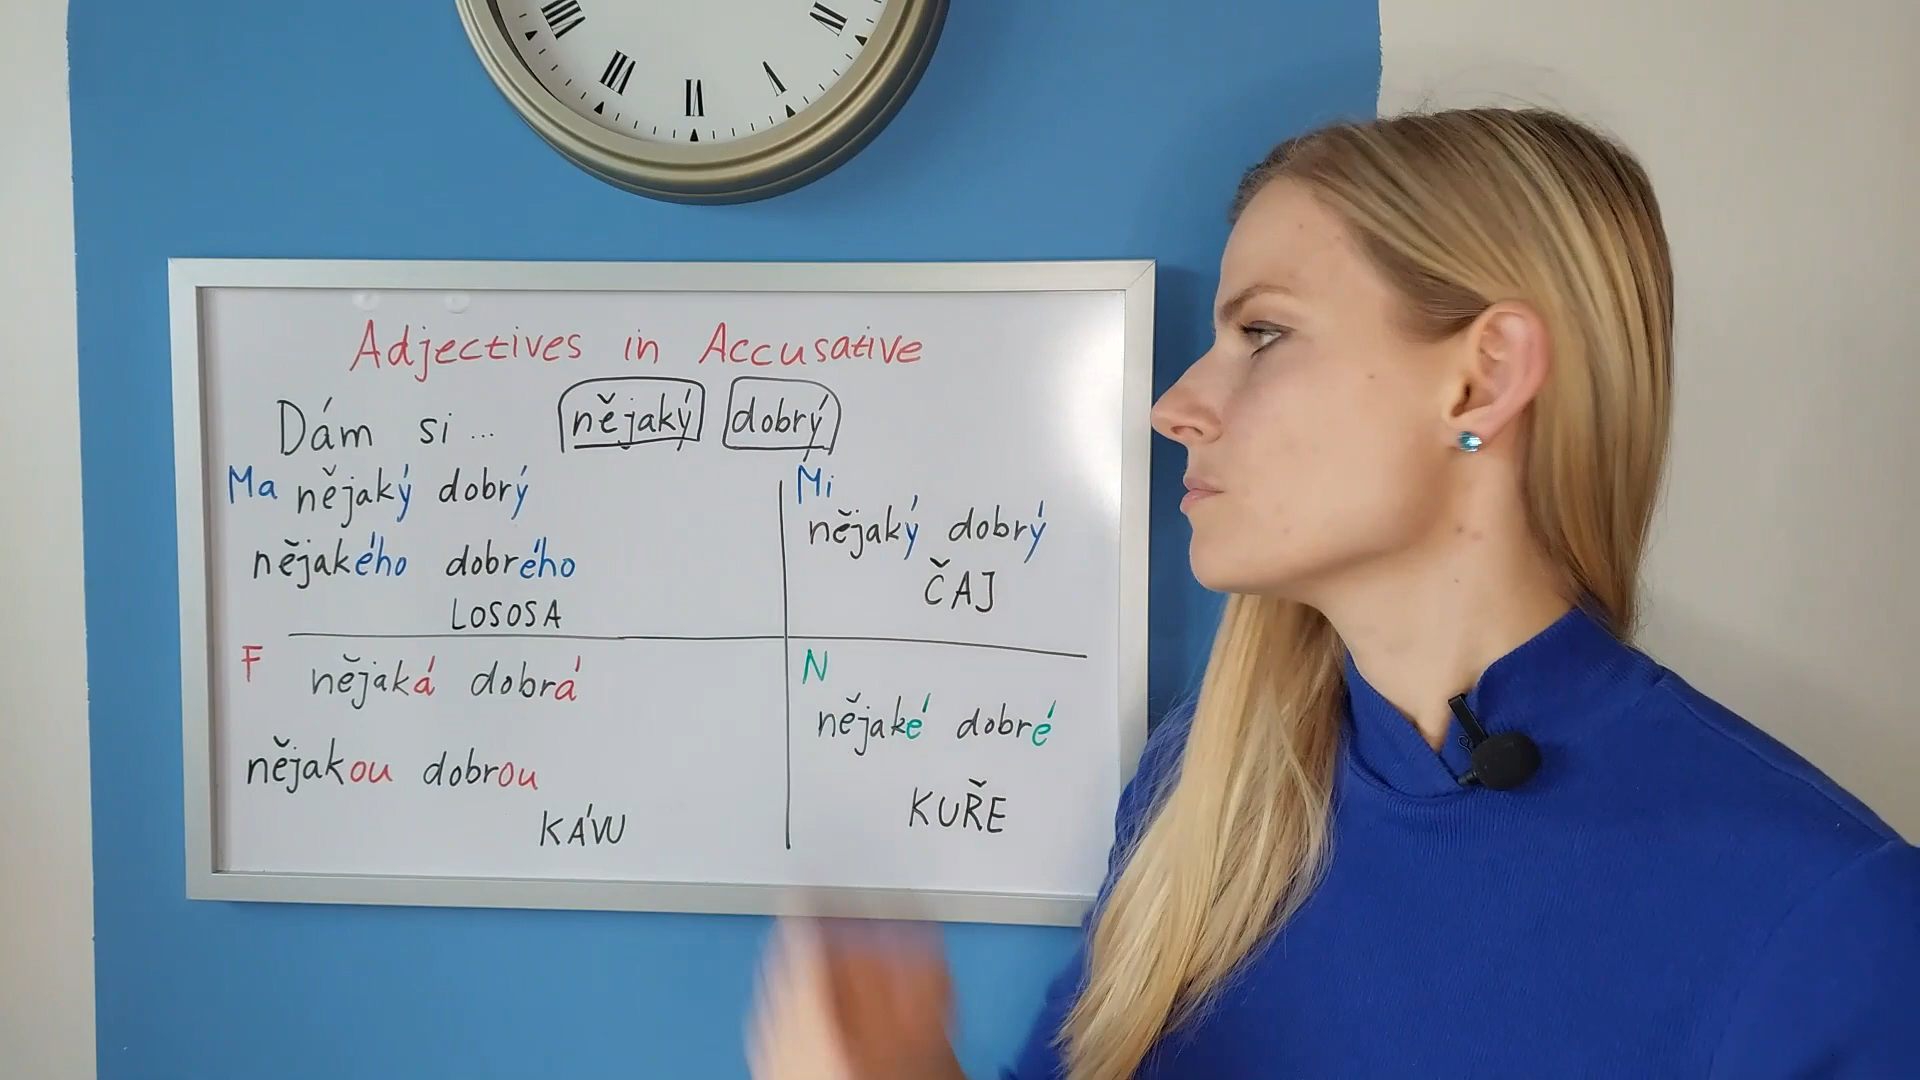 Adjectives in Accusative
Dám si... nějaký dobrý
Ma nějaký dobrý
nějakého dobrého
LOSOSA
Mi
nějaký dobrý
ČAJ
F nějaká dobrá
nějakou dobrou
KÁVU
N
nějaké dobré
KUŘE